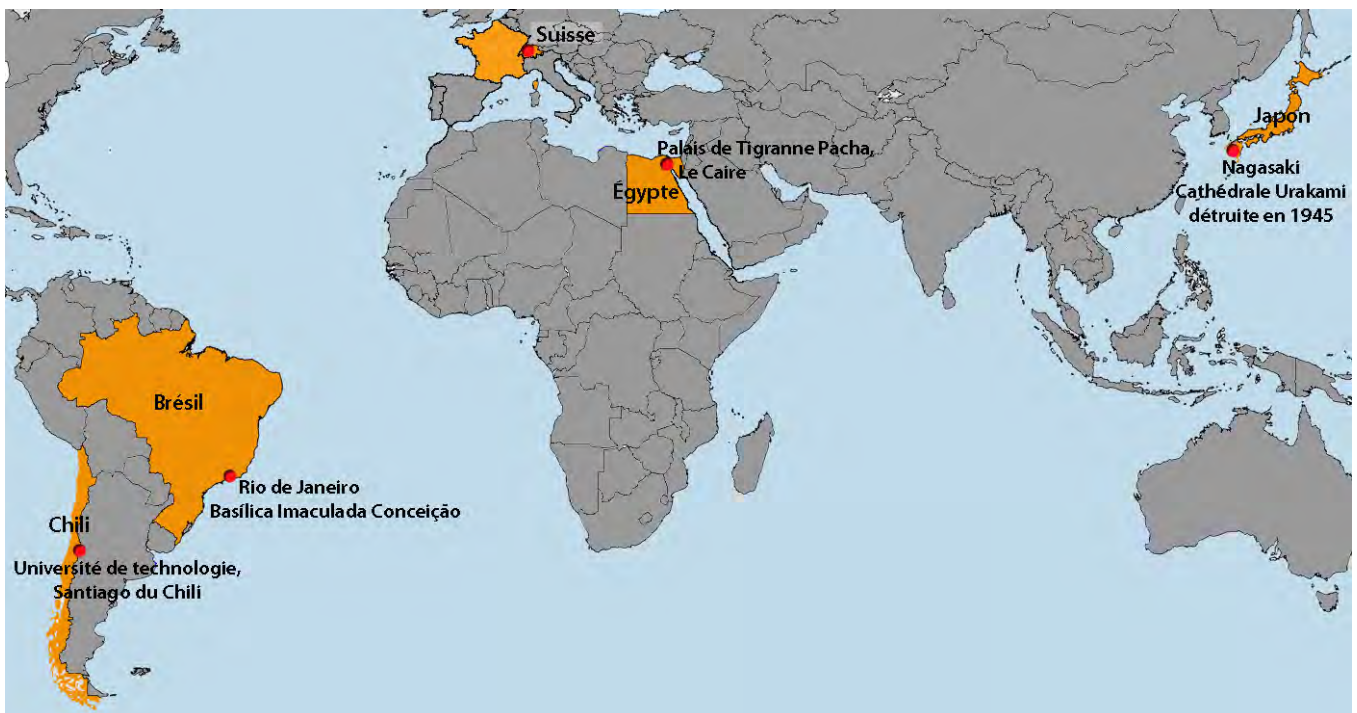 Suisse
Japon
Palais de Tigranne Pacha,
Le Caire
Égypte
Nagasaki
Cathédrale Urakami
détruite en 1945
Brésil
Rio de Janeiro
Basílica Imaculada Conceição
Chili
Université de technologie,
Santiago du Chili